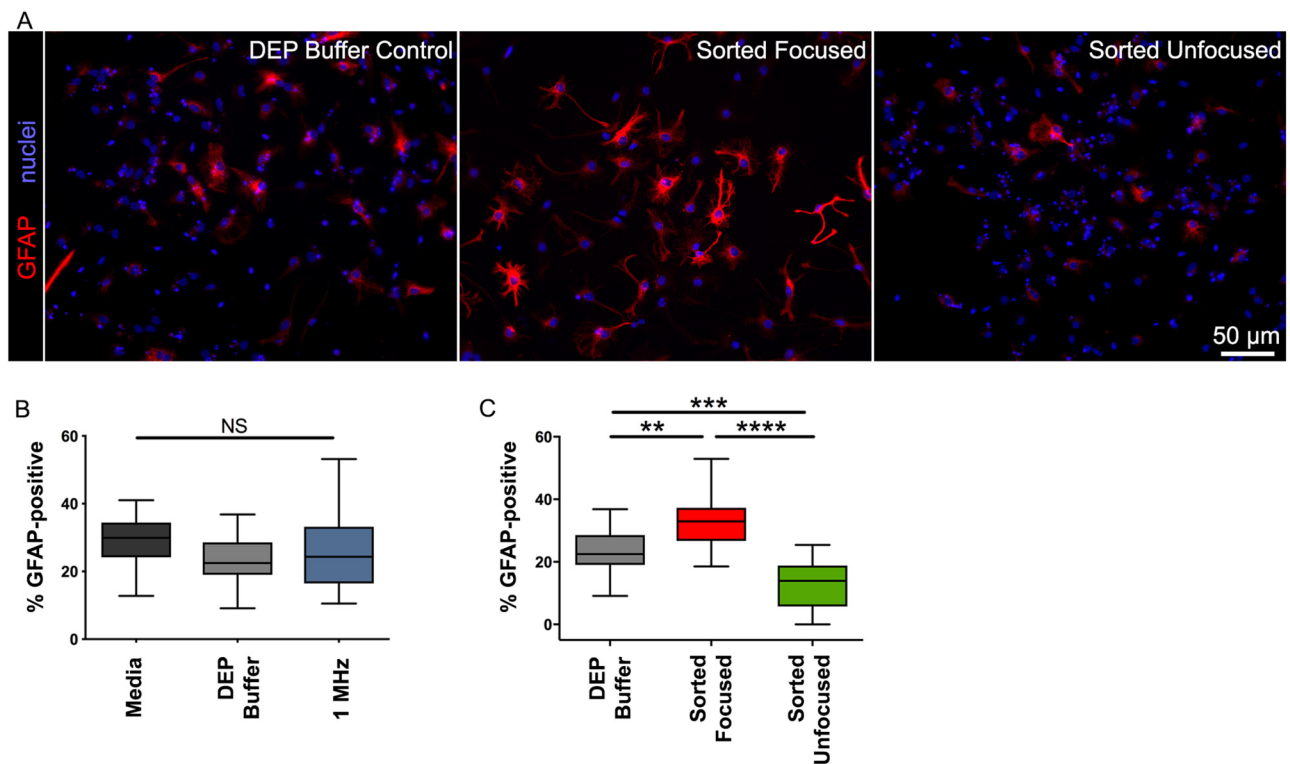 A
GFAP nuclei
DEP Buffer Control
Sorted Focused
Sorted Unfocused
50 µm
B
% GFAP-positive
60
40
20
0
NS
Media
DEP
Buffer
1 MHz
C
% GFAP-positive
60
40
20
0
***
** ****
DEP
Buffer
Sorted
Focused
Sorted
Unfocused